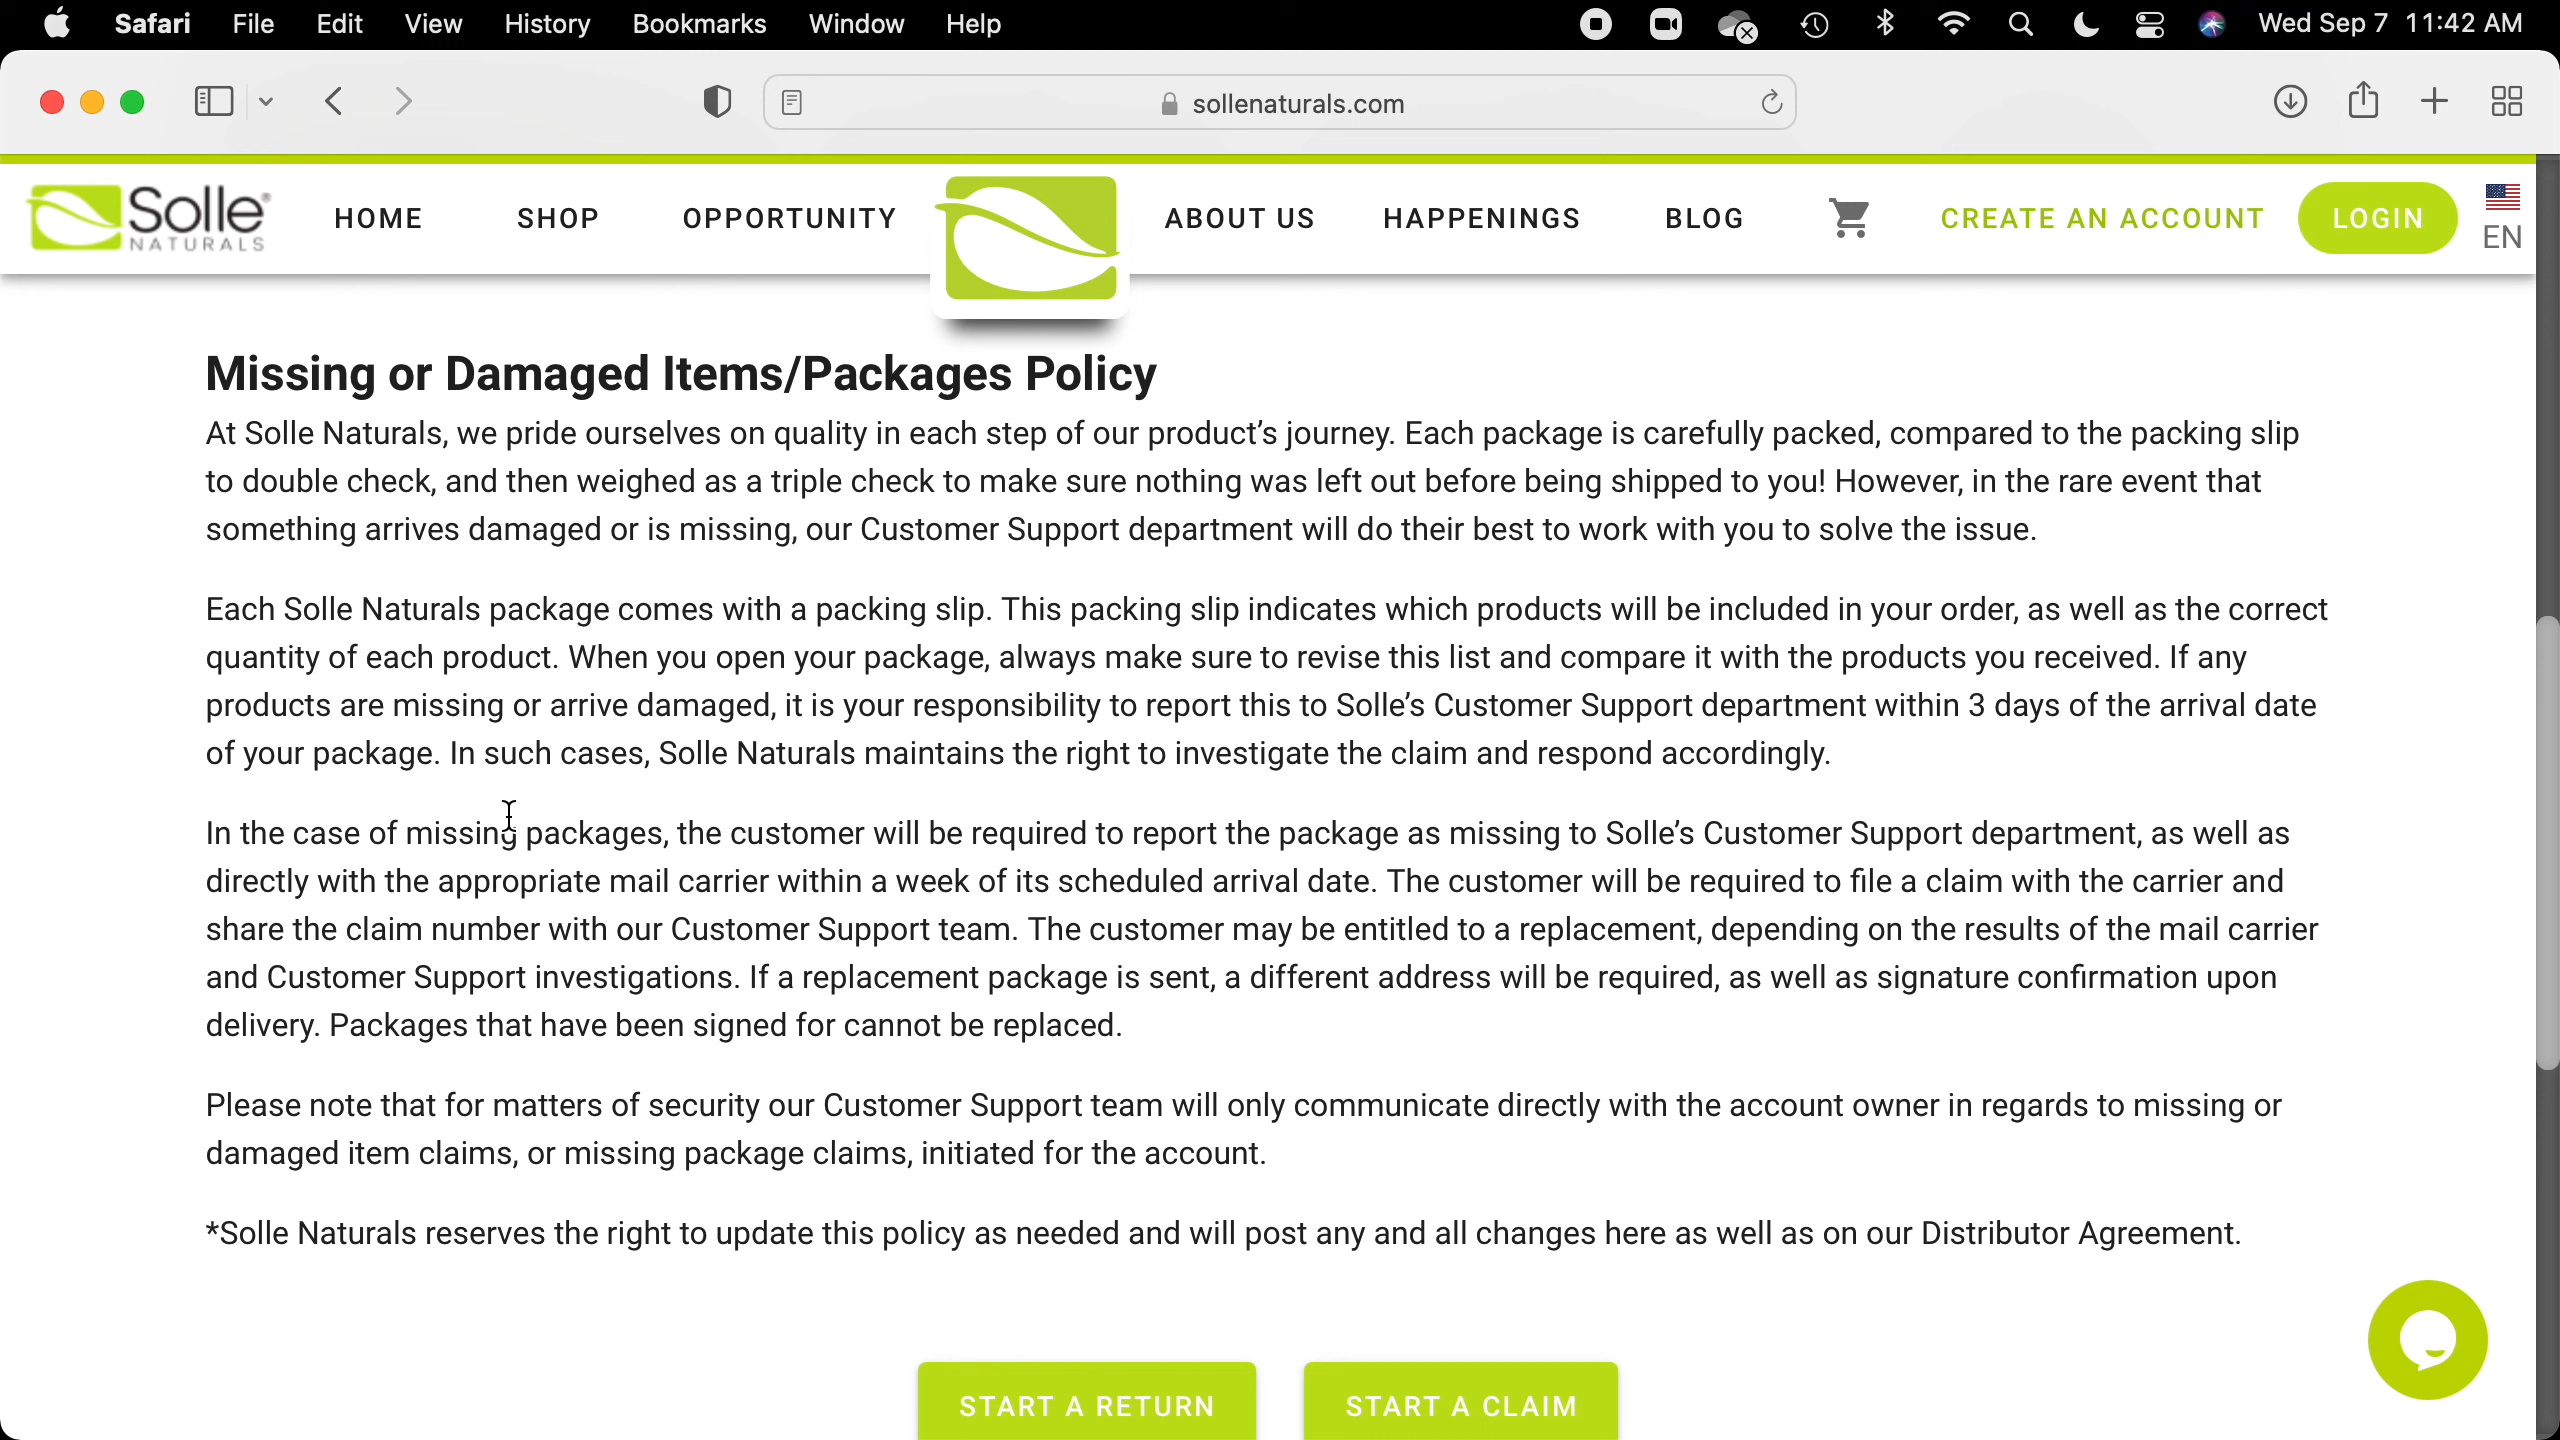 Safari File Edit View History Bookmarks Window Help Wed Sep 7 11:42 AM
sollenaturals.com
Solle®
NATURALS
HOME SHOP OPPORTUNITY ABOUT US HAPPENINGS BLOG CREATE AN ACCOUNT LOGIN EN
Missing or Damaged Items/Packages Policy
At Solle Naturals, we pride ourselves on quality in each step of our product’s journey. Each package is carefully packed, compared to the packing slip
to double check, and then weighed as a triple check to make sure nothing was left out before being shipped to you! However, in the rare event that
something arrives damaged or is missing, our Customer Support department will do their best to work with you to solve the issue.
Each Solle Naturals package comes with a packing slip. This packing slip indicates which products will be included in your order, as well as the correct
quantity of each product. When you open your package, always make sure to revise this list and compare it with the products you received. If any
products are missing or arrive damaged, it is your responsibility to report this to Solle’s Customer Support department within 3 days of the arrival date
of your package. In such cases, Solle Naturals maintains the right to investigate the claim and respond accordingly.
In the case of missing packages, the customer will be required to report the package as missing to Solle’s Customer Support department, as well as
directly with the appropriate mail carrier within a week of its scheduled arrival date. The customer will be required to file a claim with the carrier and
share the claim number with our Customer Support team. The customer may be entitled to a replacement, depending on the results of the mail carrier
and Customer Support investigations. If a replacement package is sent, a different address will be required, as well as signature confirmation upon
delivery. Packages that have been signed for cannot be replaced.
Please note that for matters of security our Customer Support team will only communicate directly with the account owner in regards to missing or
damaged item claims, or missing package claims, initiated for the account.
*Solle Naturals reserves the right to update this policy as needed and will post any and all changes here as well as on our Distributor Agreement.
START A RETURN START A CLAIM